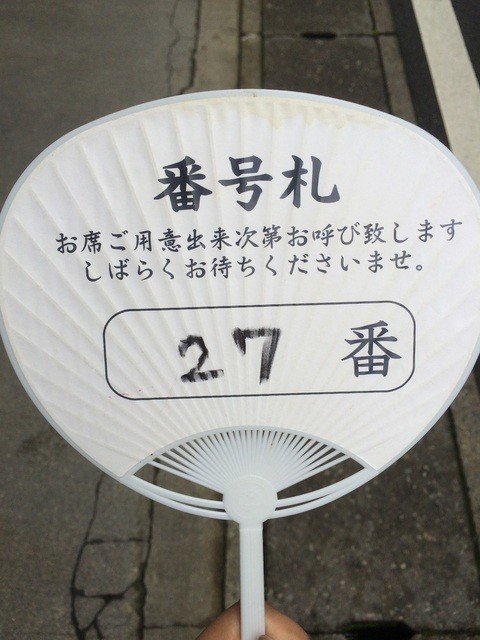 番号札
お席ご用意出来次第お呼び致します
しばらくお待ちくださいませ。
27 番